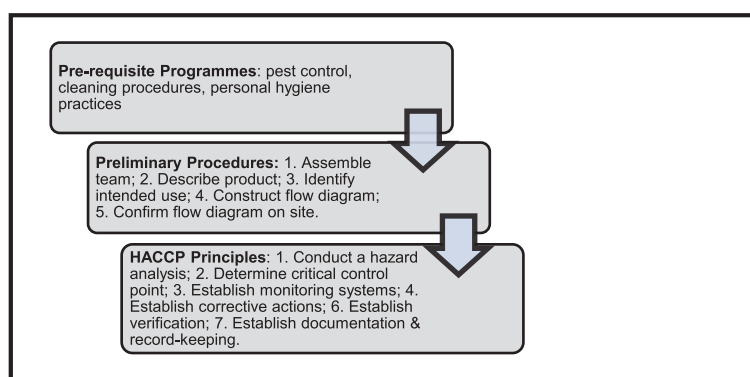 Pre-requisite Programmes: pest control,
cleaning procedures, personal hygiene
practices
Preliminary Procedures: 1. Assemble
team; 2. Describe product; 3. Identify
intended use; 4. Construct flow diagram;
5. Confirm flow diagram on site.
HACCP Principles: 1. Conduct a hazard
analysis; 2. Determine critical control
point; 3. Establish monitoring systems; 4.
Establish corrective actions; 6. Establish
verification; 7. Establish documentation &
record-keeping.